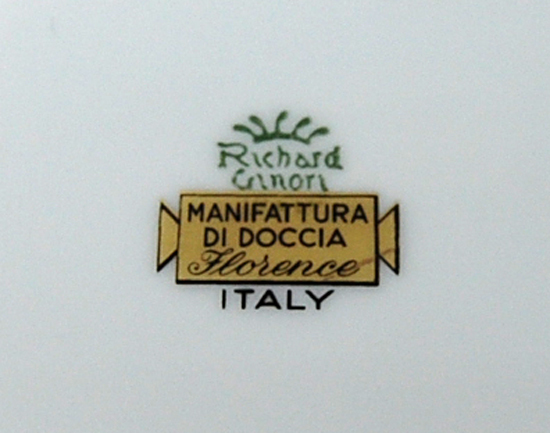 Richard
Ginori
MANIFATTURA
DI DOCCIA
Florence
ITALY